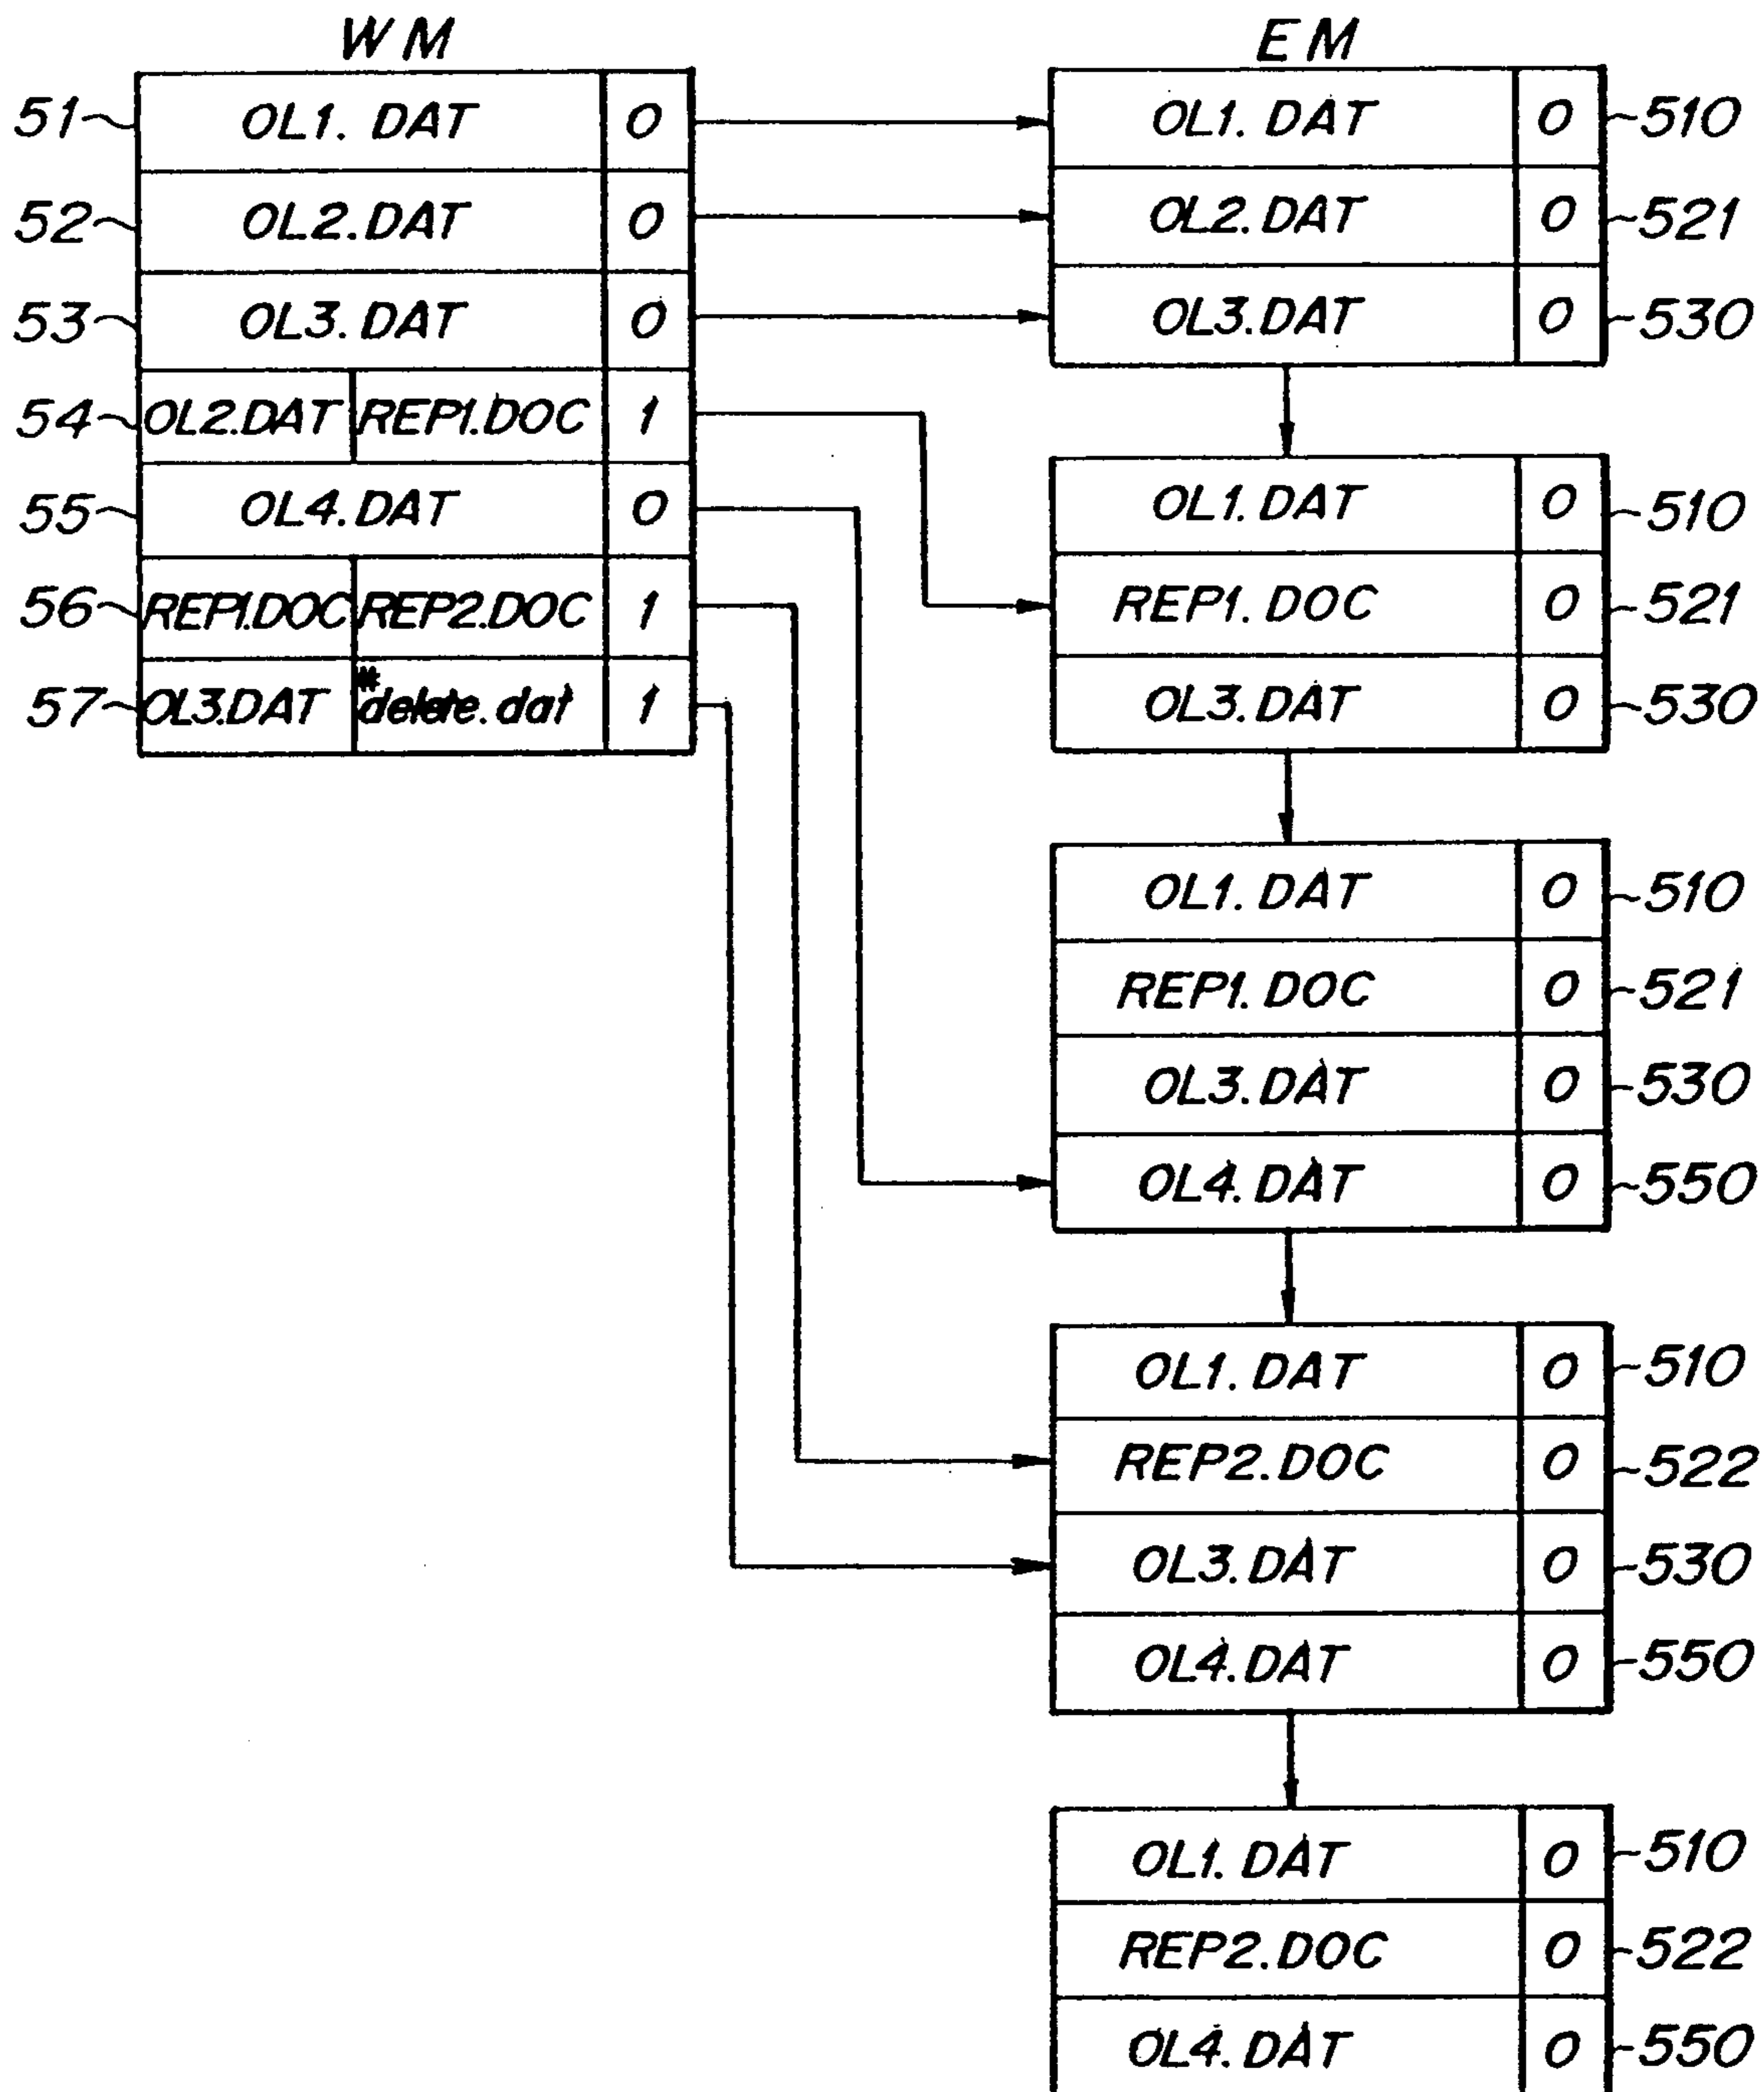 WM
51 OL1. DAT 0
52 OL2.DAT 0
53 OL3.DAT 0
54 OL2.DAT REP1.DOC 1
55 OL4.DAT 0
56 REP1.DOC REP2.DOC 1
57 OL3.DAT #delete.dat 1
EM
OL1. DAT 0 510
OL2.DAT 0 521
OL3.DAT 0 530
OL1. DAT 0 510
REP1.DOC 0 521
OL3.DAT 0 530
OL1. DAT 0 510
REP1.DOC 0 521
OL3.DAT 0 530
OL4.DAT 0 550
OL1. DAT 0 510
REP2.DOC 0 522
OL3.DAT 0 530
OL4.DAT 0 550
OL1. DAT 0 510
REP2.DOC 0 522
OL4.DAT 0 550